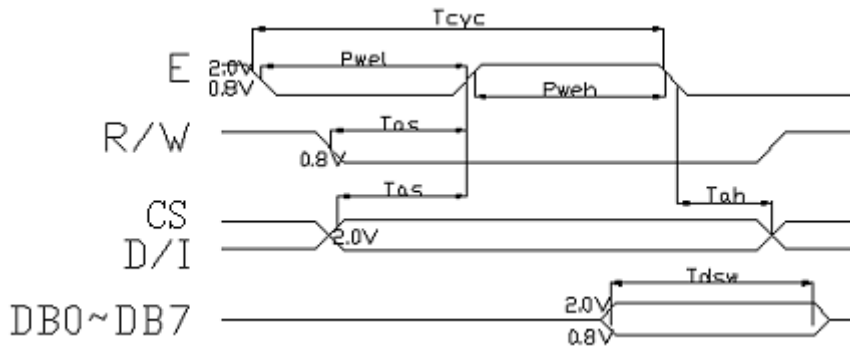 Tcyc
E
2.0V
0.8V
Pwel
Pweh
R/W
0.8V
Tas
CS
D/I
Tas
2.0V
Tah
DB0~DB7
2.0V
0.8V
Tdsw